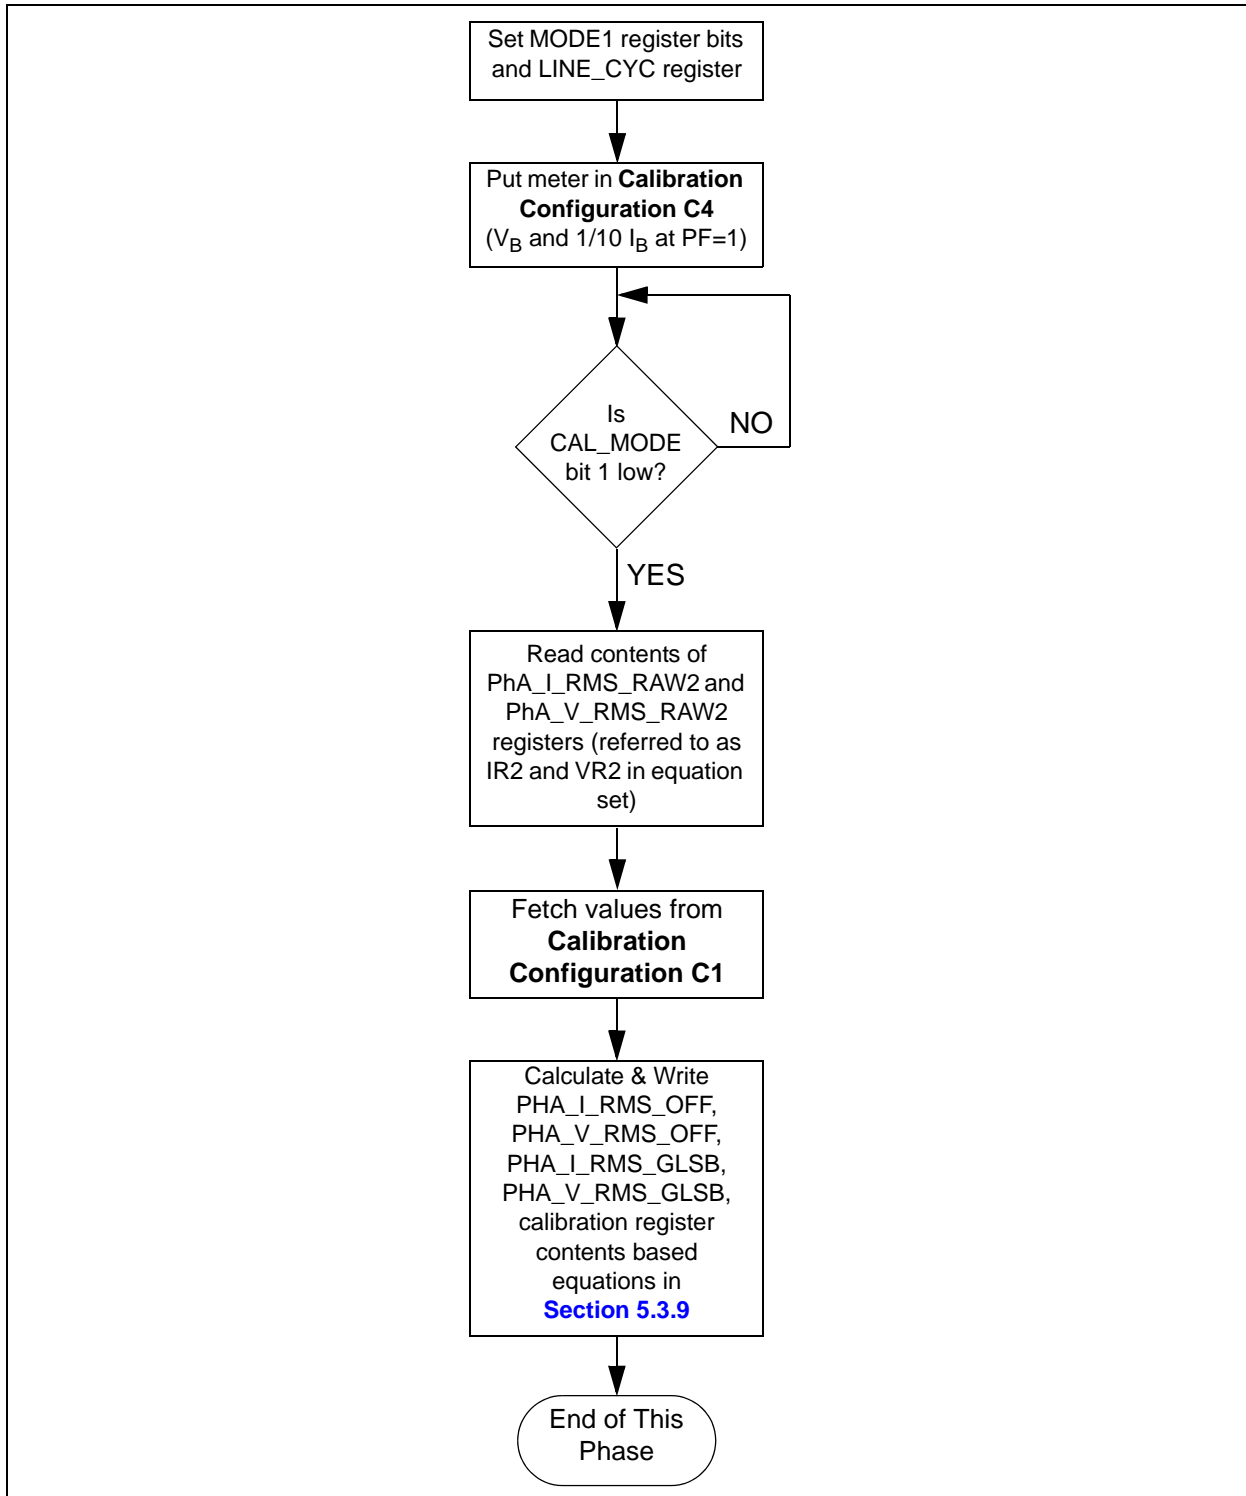 Set MODE1 register bits
and LINE_CYC register
Put meter in Calibration
Configuration C4
(VB and 1/10 IB at PF=1)
Is
CAL_MODE
bit 1 low?
NO
YES
Read contents of
PhA_I_RMS_RAW2 and
PhA_V_RMS_RAW2
registers (referred to as
IR2 and VR2 in equation
set)
Fetch values from
Calibration
Configuration C1
Calculate & Write
PHA_I_RMS_OFF,
PHA_V_RMS_OFF,
PHA_I_RMS_GLSB,
PHA_V_RMS_GLSB,
calibration register
contents based
equations in
Section 5.3.9
End of This
Phase